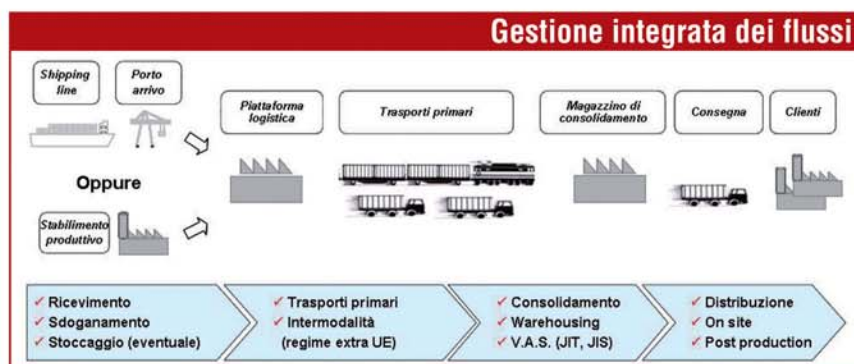 Gestione integrata dei flussi
Shipping
line
Porto
arrivo
Piattaforma
logistica
Trasporti primari
Magazzino di
consolidamento
Consegna
Clienti
Oppure
Stabilimento
produttivo
✓ Ricevimento
✓ Sdoganamento
✓ Stoccaggio (eventuale)
✓ Trasporti primari
✓ Intermodalità
(regime extra UE)
✓ Consolidamento
✓ Warehousing
✓ V.A.S. (JIT, JIS)
✓ Distribuzione
✓ On site
✓ Post production